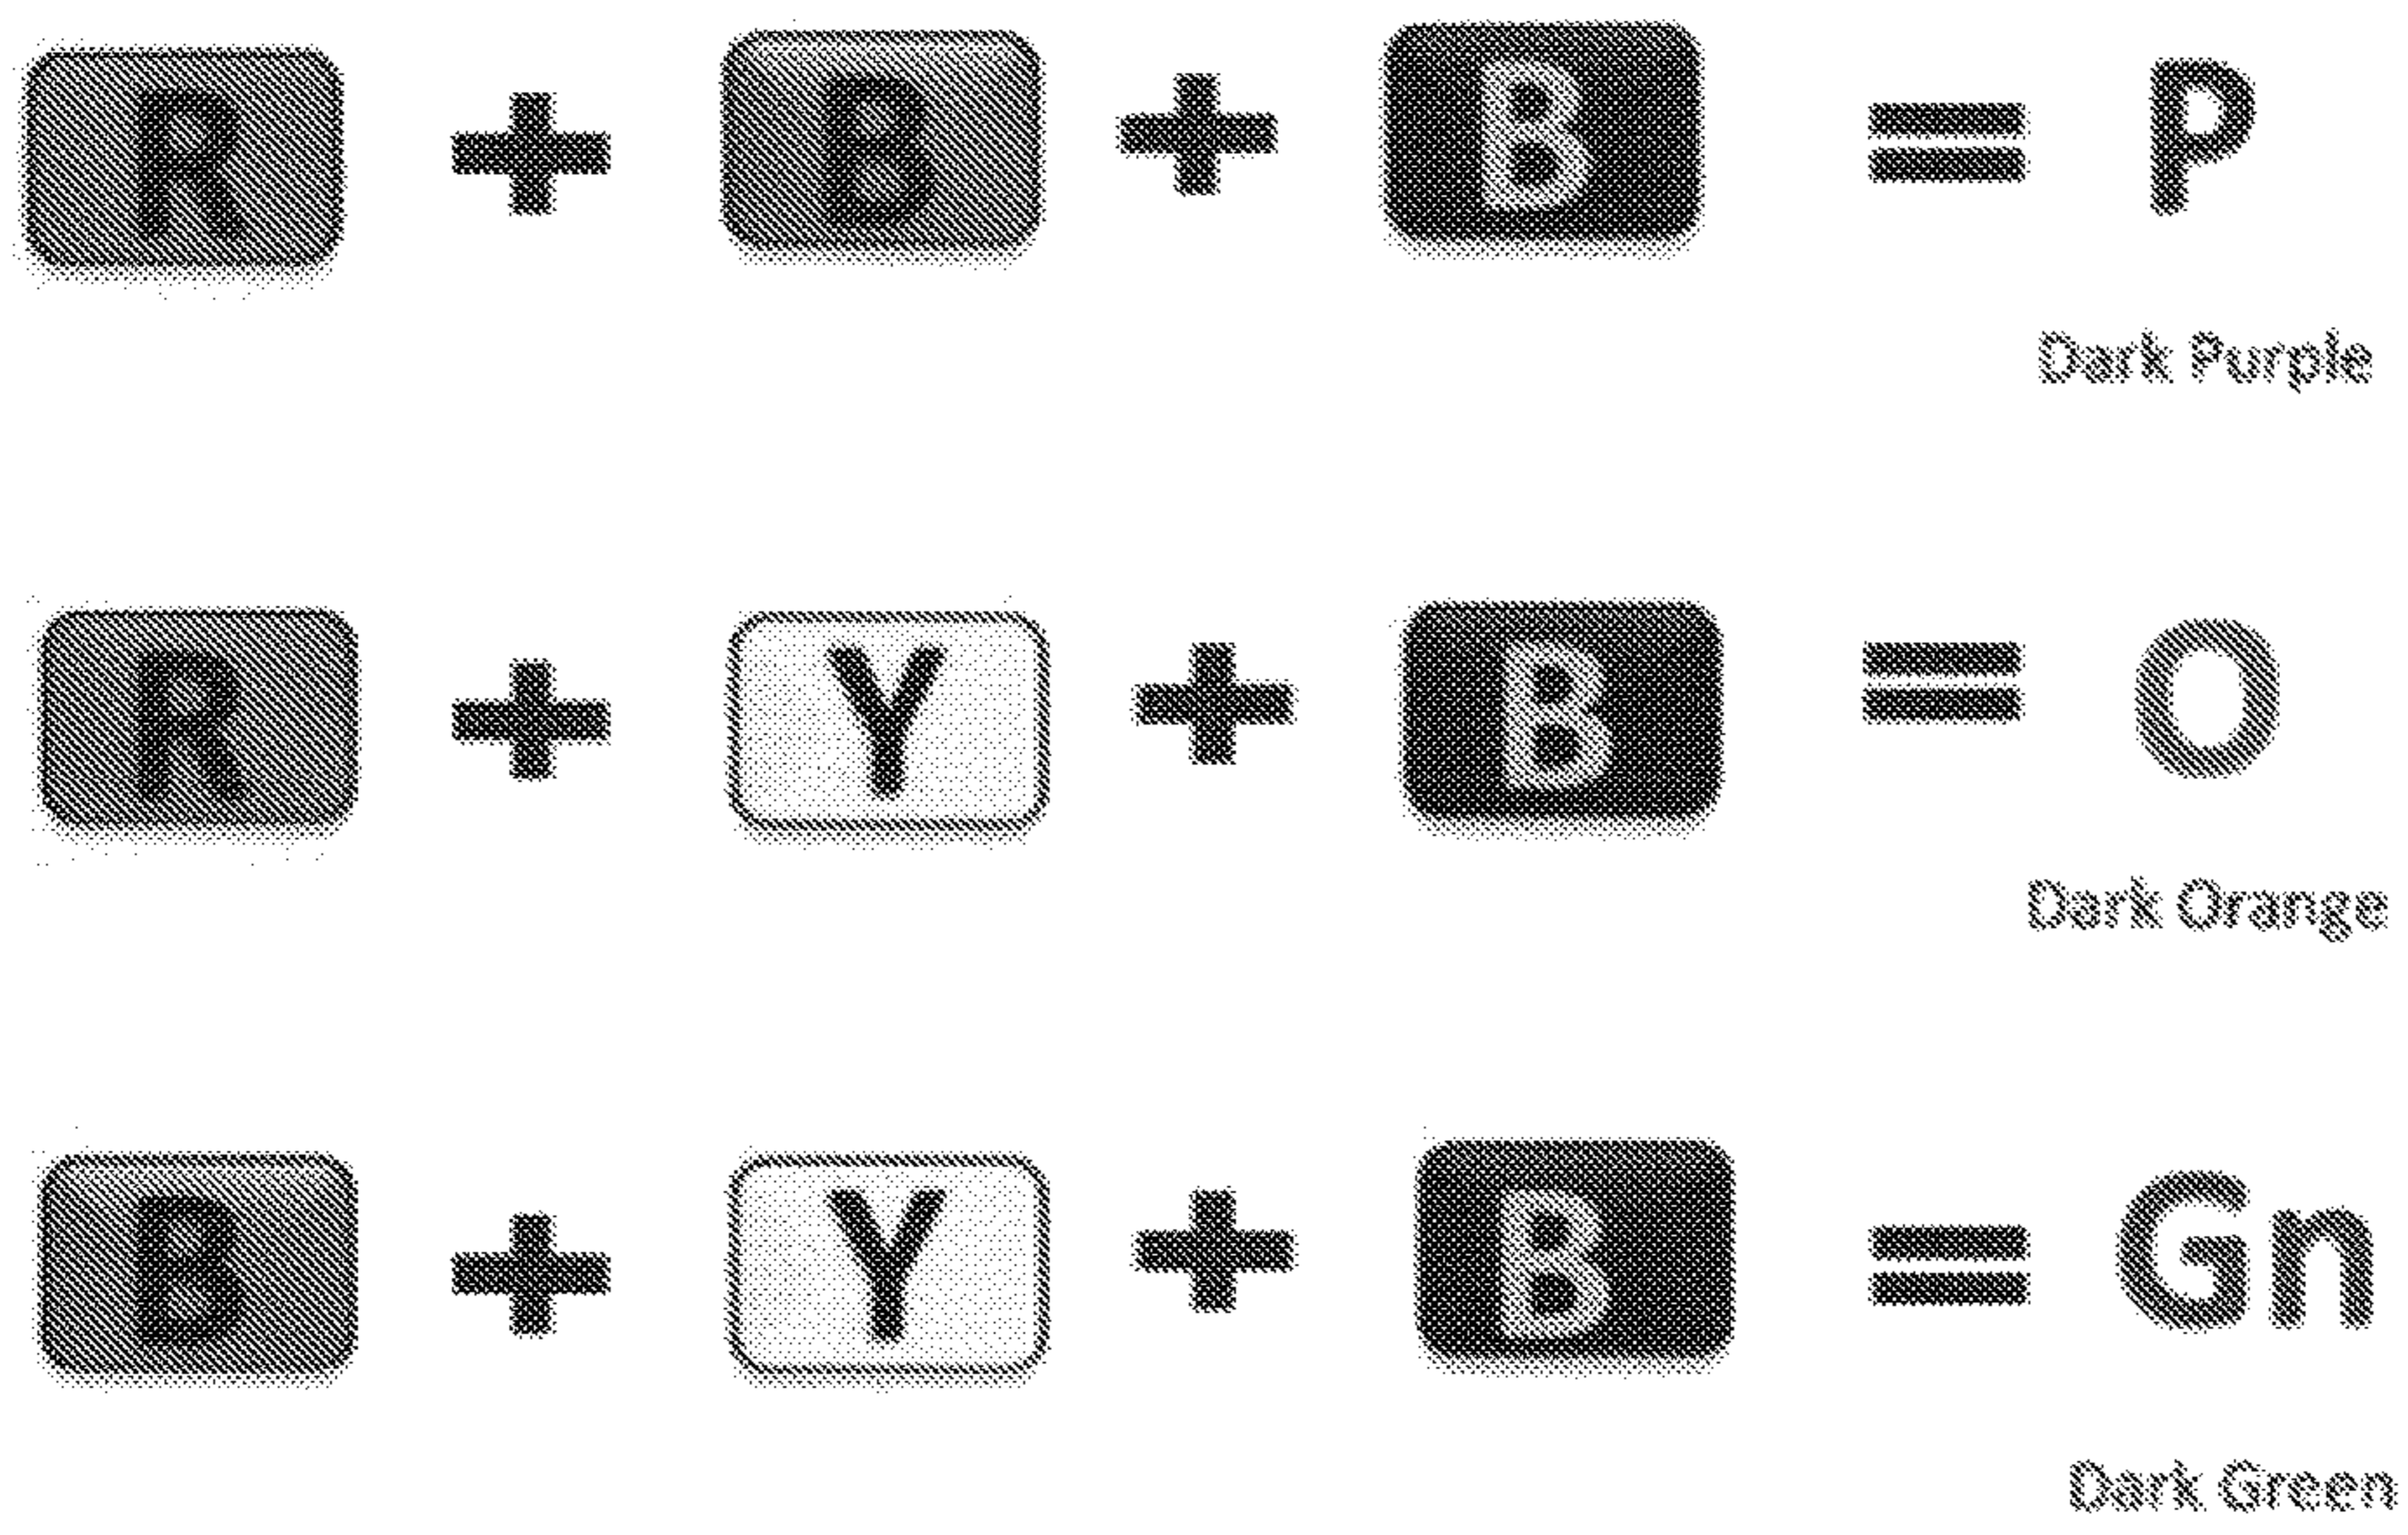 R + B + B = P
Dark Purple
R + Y + B = O
Dark Orange
B + Y + B = Gn
Dark Green